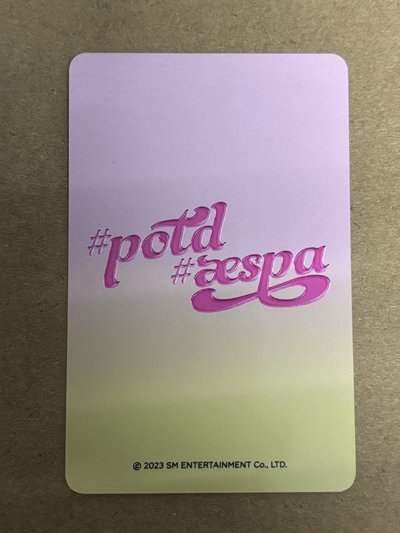 #potd
#æspa
© 2023 SM ENTERTAINMENT Co., LTD.